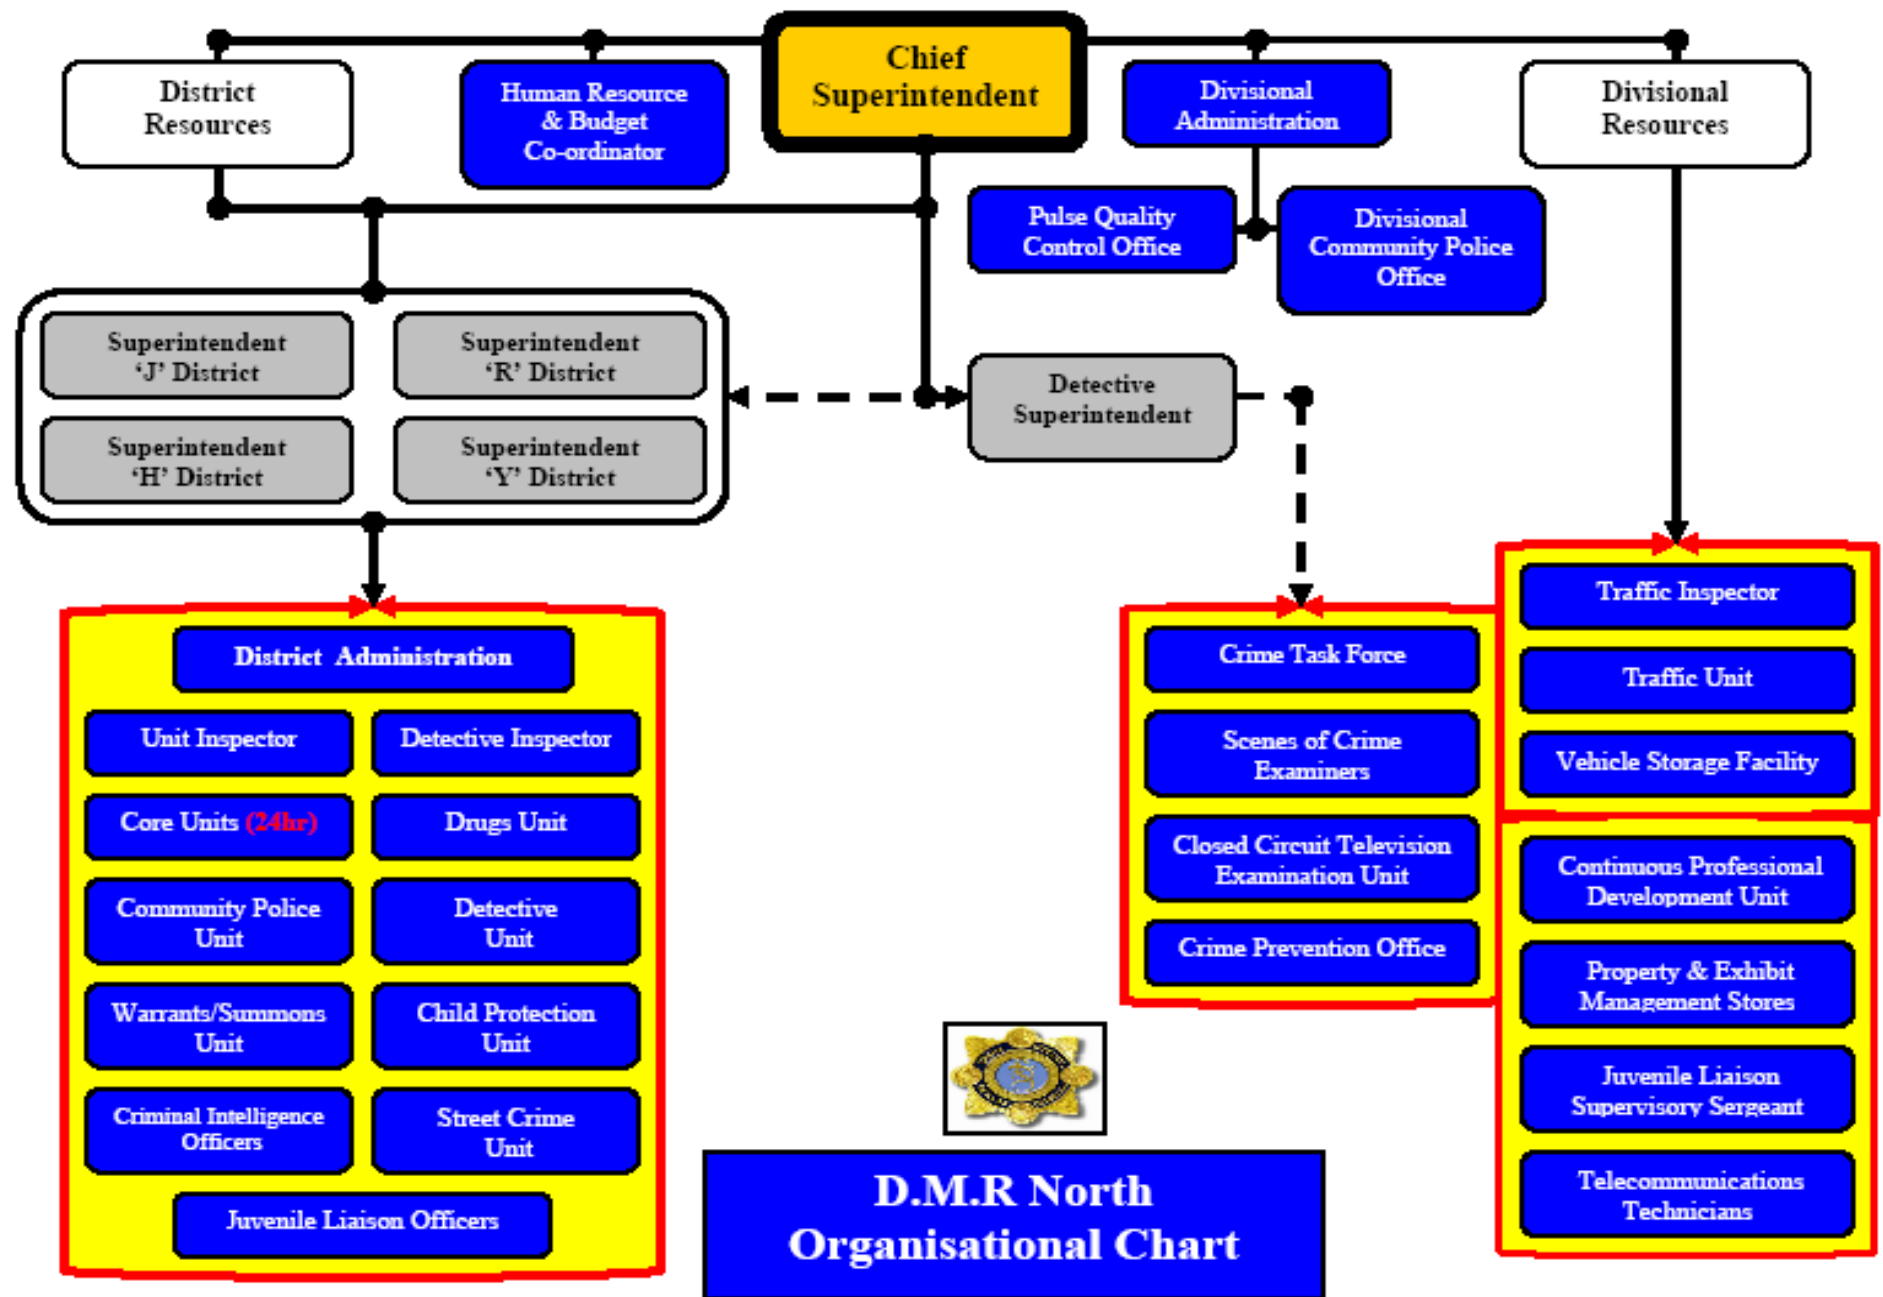 Chief
Superintendent
District
Resources
Human Resource
& Budget
Co-ordinator
Divisional
Administration
Divisional
Resources
Pulse Quality
Control Office
Divisional
Community Police
Office
Superintendent
‘J’ District
Superintendent
‘R’ District
Superintendent
‘H’ District
Superintendent
‘Y’ District
Detective
Superintendent
District Administration
Unit Inspector
Detective Inspector
Core Units (24hr)
Drugs Unit
Community Police
Unit
Detective
Unit
Warrants/Summons
Unit
Child Protection
Unit
Criminal Intelligence
Officers
Street Crime
Unit
Juvenile Liaison Officers
Crime Task Force
Scenes of Crime
Examiners
Closed Circuit Television
Examination Unit
Crime Prevention Office
Traffic Inspector
Traffic Unit
Vehicle Storage Facility
Continuous Professional
Development Unit
Property & Exhibit
Management Stores
Juvenile Liaison
Supervisory Sergeant
Telecommunications
Technicians
D.M.R North
Organisational Chart